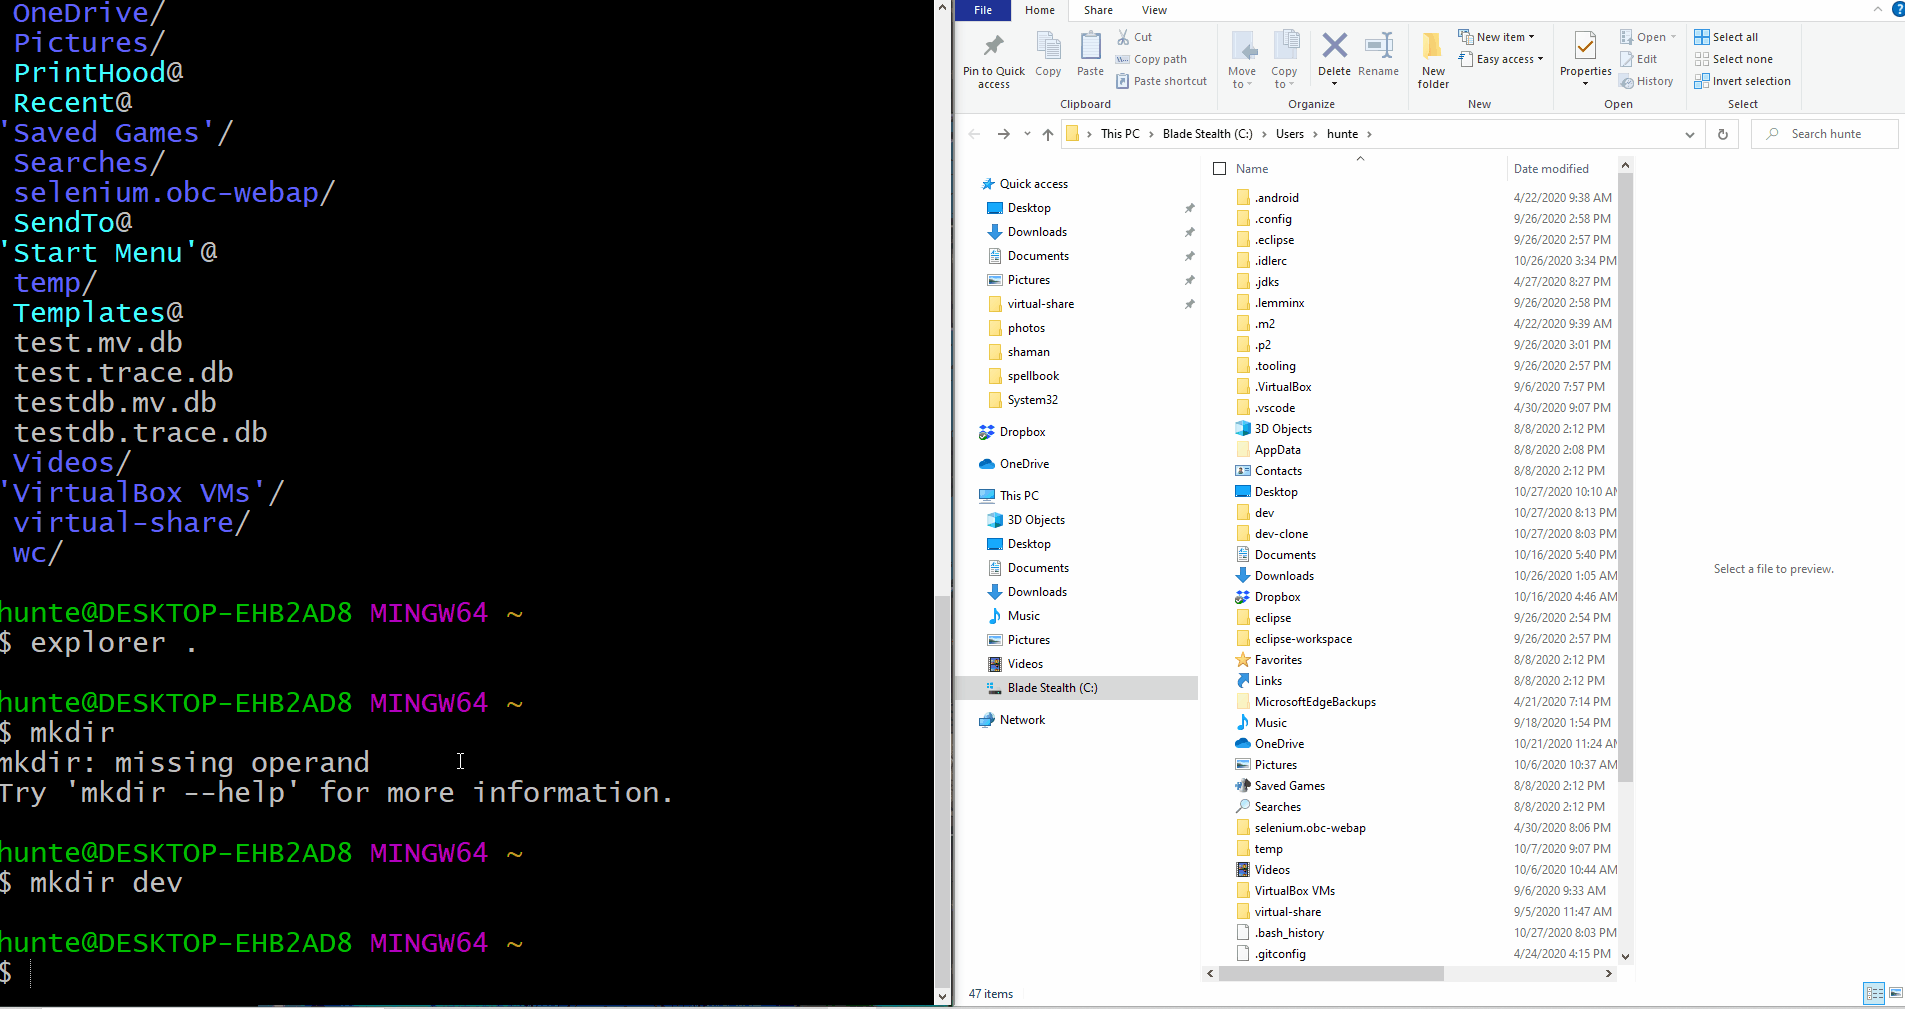 OneDrive/
Pictures/
PrintHood@
Recent@
'Saved Games'/
Searches/
selenium.obc-webap/
SendTo@
'Start Menu'@
temp/
Templates@
test.mv.db
test.trace.db
testdb.mv.db
testdb.trace.db
Videos/
'VirtualBox VMs'/
virtual-share/
wc/
hunte@DESKTOP-EHB2AD8 MINGW64 ~
$ explorer .
hunte@DESKTOP-EHB2AD8 MINGW64 ~
$ mkdir
mkdir: missing operand
Try 'mkdir --help' for more information.
hunte@DESKTOP-EHB2AD8 MINGW64 ~
$ mkdir dev
hunte@DESKTOP-EHB2AD8 MINGW64 ~
$
File Home Share View
Pin to Quick access
Copy
Paste
Cut
Copy path
Paste shortcut
Clipboard
Move to
Copy to
Delete
Rename
Organize
New folder
New item
Easy access
New
Properties
Open
Edit
History
Open
Select all
Select none
Invert selection
Select
This PC > Blade Stealth (C:) > Users > hunte >
Search hunte
Quick access
Desktop
Downloads
Documents
Pictures
virtual-share
photos
shaman
spellbook
System32
Dropbox
OneDrive
This PC
3D Objects
Desktop
Documents
Downloads
Music
Pictures
Videos
Blade Stealth (C:)
Network
Name Date modified
.android 4/22/2020 9:38 AM
.config 9/26/2020 2:58 PM
.eclipse 9/26/2020 2:57 PM
.idlerc 10/26/2020 3:34 PM
.jdks 4/27/2020 8:27 PM
.lemminx 9/26/2020 2:58 PM
.m2 4/22/2020 9:39 AM
.p2 9/26/2020 3:01 PM
.tooling 9/26/2020 2:57 PM
.VirtualBox 9/6/2020 7:57 PM
.vscode 4/30/2020 9:07 PM
3D Objects 8/8/2020 2:12 PM
AppData 8/8/2020 2:08 PM
Contacts 8/8/2020 2:12 PM
Desktop 10/27/2020 10:10 AM
dev 10/27/2020 8:13 PM
dev-clone 10/27/2020 8:03 PM
Documents 10/16/2020 5:40 PM
Downloads 10/26/2020 1:05 AM
Dropbox 10/16/2020 4:46 AM
eclipse 9/26/2020 2:54 PM
eclipse-workspace 9/26/2020 2:57 PM
Favorites 8/8/2020 2:12 PM
Links 8/8/2020 2:12 PM
MicrosoftEdgeBackups 4/21/2020 7:14 PM
Music 9/18/2020 1:54 PM
OneDrive 10/21/2020 11:24 AM
Pictures 10/6/2020 10:37 AM
Saved Games 8/8/2020 2:12 PM
Searches 8/8/2020 2:12 PM
selenium.obc-webap 4/30/2020 8:06 PM
temp 10/7/2020 9:07 PM
Videos 10/6/2020 10:44 AM
VirtualBox VMs 9/6/2020 9:33 AM
virtual-share 9/5/2020 11:47 AM
.bash_history 10/27/2020 8:03 PM
.gitconfig 4/24/2020 4:15 PM
Select a file to preview.
47 items